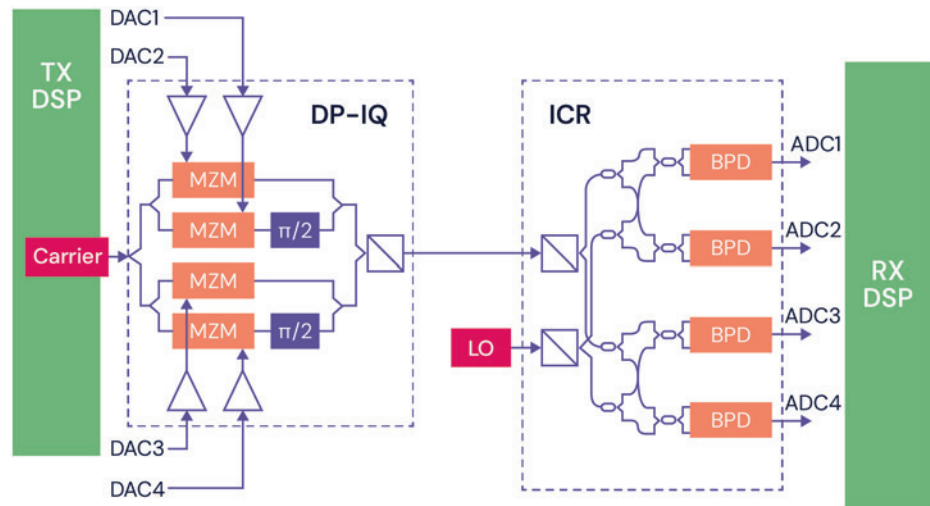 DAC1
DAC2
TX
DSP
DP-IQ
ICR
MZM
MZM
π/2
Carrier
MZM
MZM
π/2
DAC3
DAC4
LO
BPD
ADC1
BPD
ADC2
BPD
ADC3
BPD
ADC4
RX
DSP